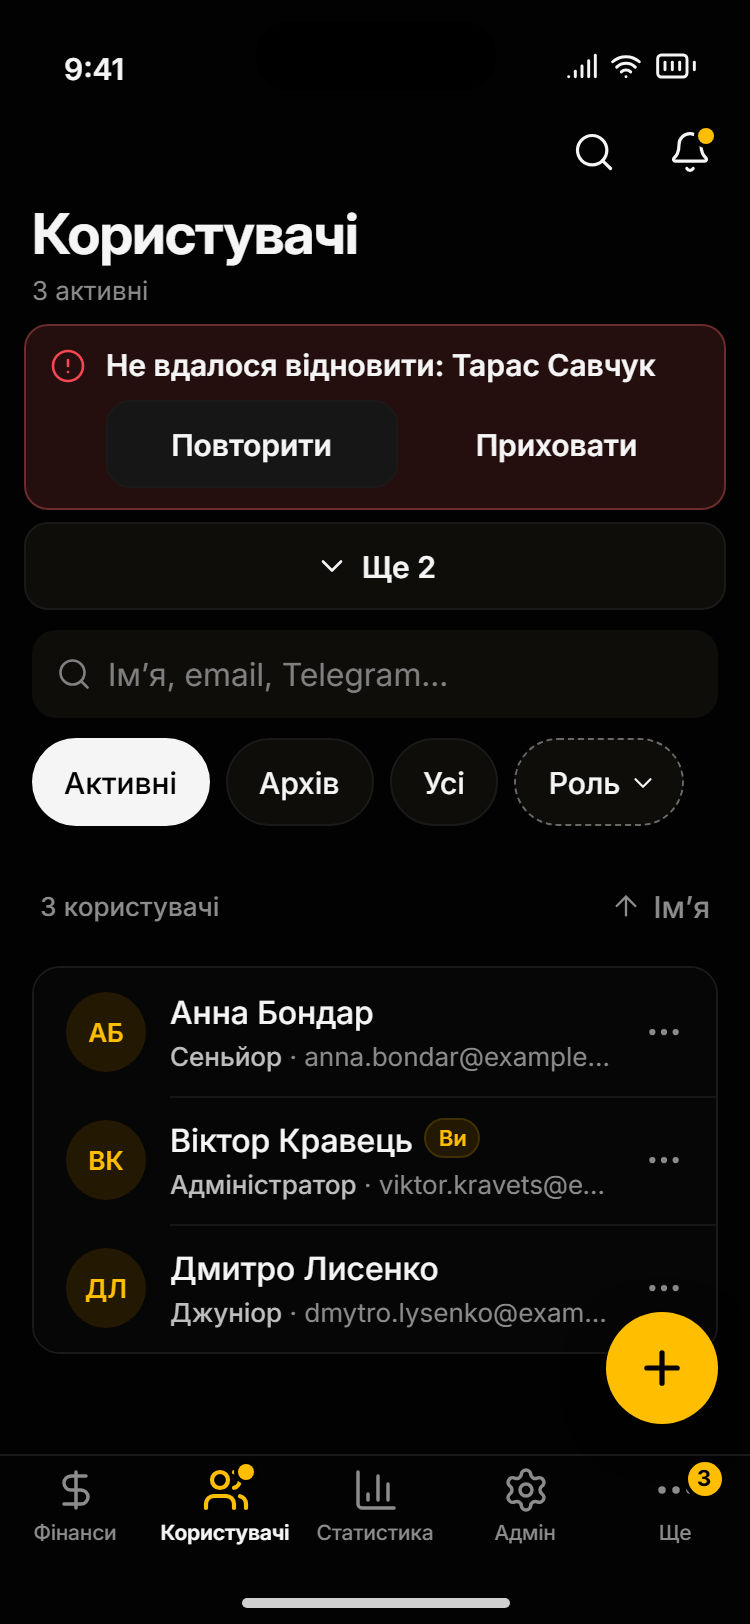 9:41
Користувачі
3 активні
Не вдалося відновити: Тарас Савчук
Повторити Приховати
Ще 2
Ім’я, email, Telegram...
Активні Архів Усі Роль
3 користувачі Ім’я
АБ Анна Бондар
Сеньйор · anna.bondar@example...
ВК Віктор Кравець Ви
Адміністратор · viktor.kravets@e...
ДЛ Дмитро Лисенко
Джуніор · dmytro.lysenko@exam...
3
Фінанси Користувачі Статистика Адмін Ще